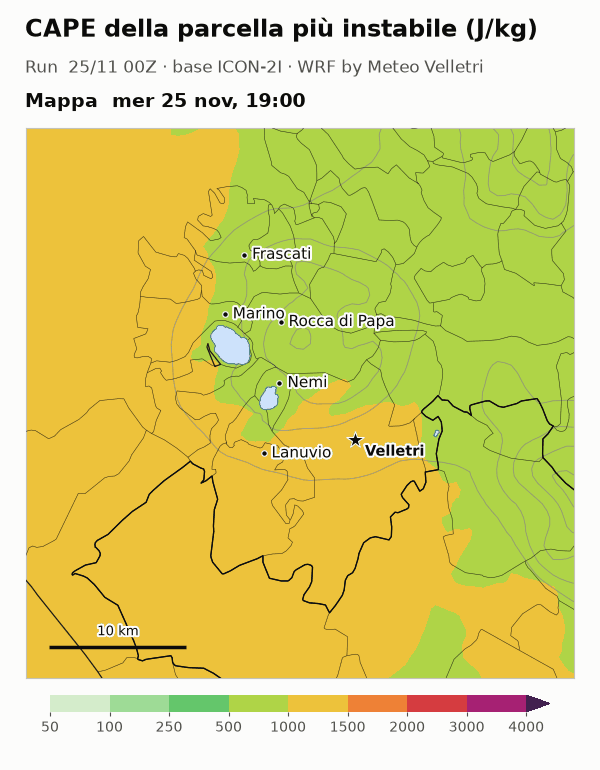 CAPE della parcella più instabile (J/kg)
Run  25/11 00Z · base ICON-2I · WRF by Meteo Velletri
Mappa  mer 25 nov, 19:00
Frascati
Marino
Rocca di Papa
Nemi
Velletri
Lanuvio
10 km
50 100 250 500 1000 1500 2000 3000 4000